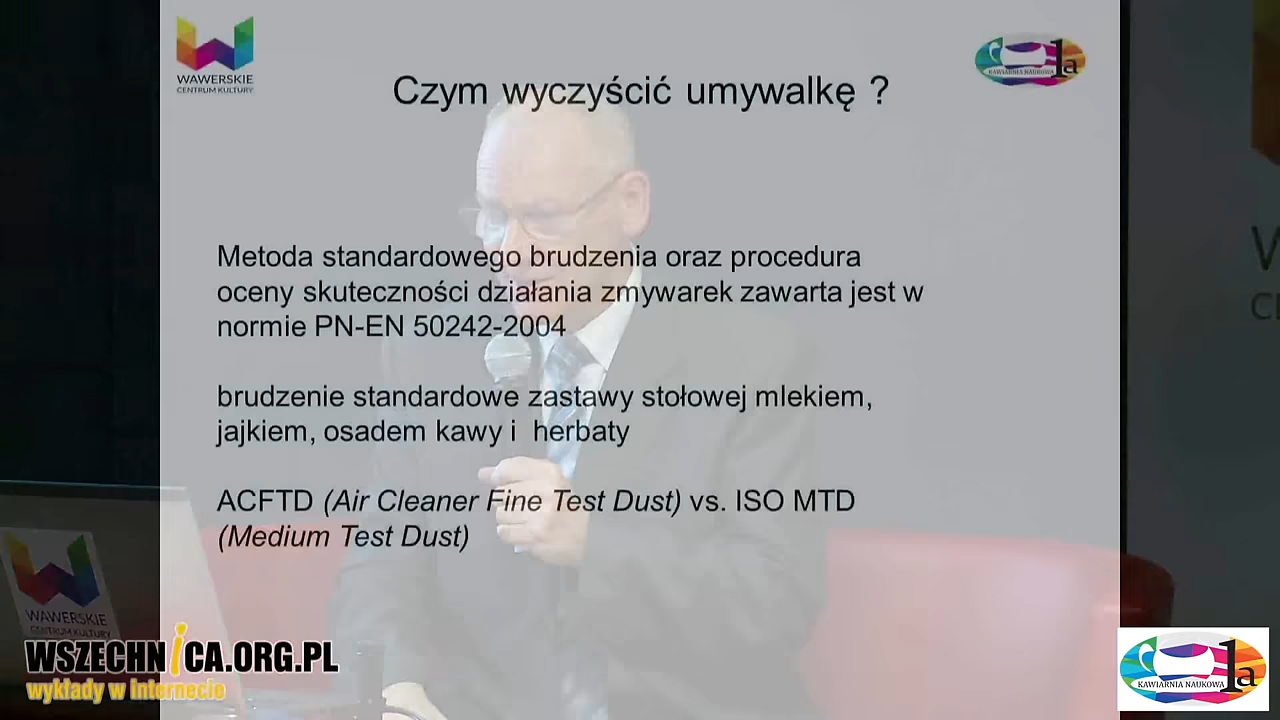 WAWERSKIE
CENTRUM KULTURY
KAWIARNIA NAUKOWA 1a
Czym wyczyścić umywalkę ?
Metoda standardowego brudzenia oraz procedura
oceny skuteczności działania zmywarek zawarta jest w
normie PN-EN 50242-2004
brudzenie standardowe zastawy stołowej mlekiem,
jajkiem, osadem kawy i herbaty
ACFTD (Air Cleaner Fine Test Dust) vs. ISO MTD
(Medium Test Dust)
WAWERSKIE
CENTRUM KULTURY
WSZECHNICA.ORG.PL
wykłady w internecie
KAWIARNIA NAUKOWA 1a